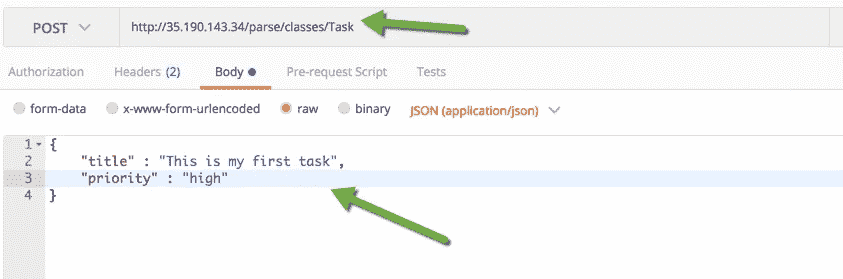 POST http://35.190.143.34/parse/classes/Task
Authorization Headers (2) Body Pre-request Script Tests
form-data x-www-form-urlencoded raw binary JSON (application/json)
1 {
2 "title" : "This is my first task",
3 "priority" : "high"
4 }